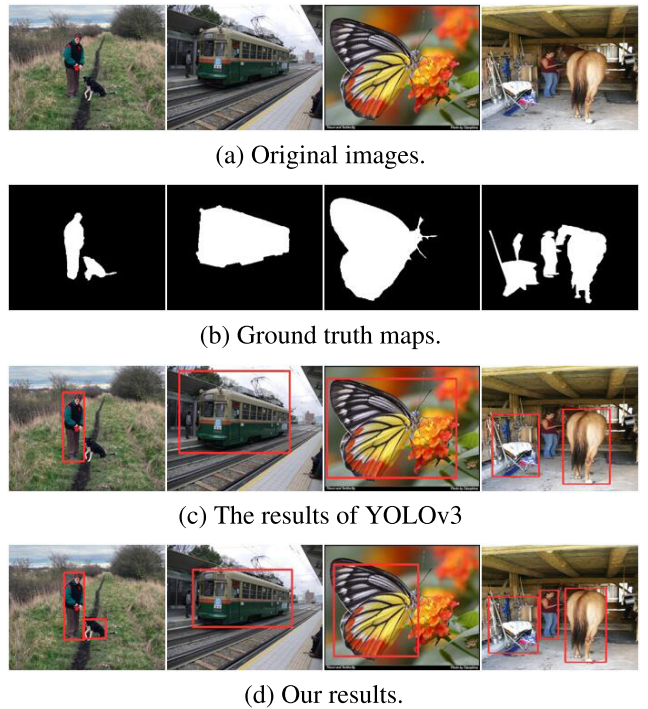 (a) Original images.
(b) Ground truth maps.
(c) The results of YOLOv3
(d) Our results.